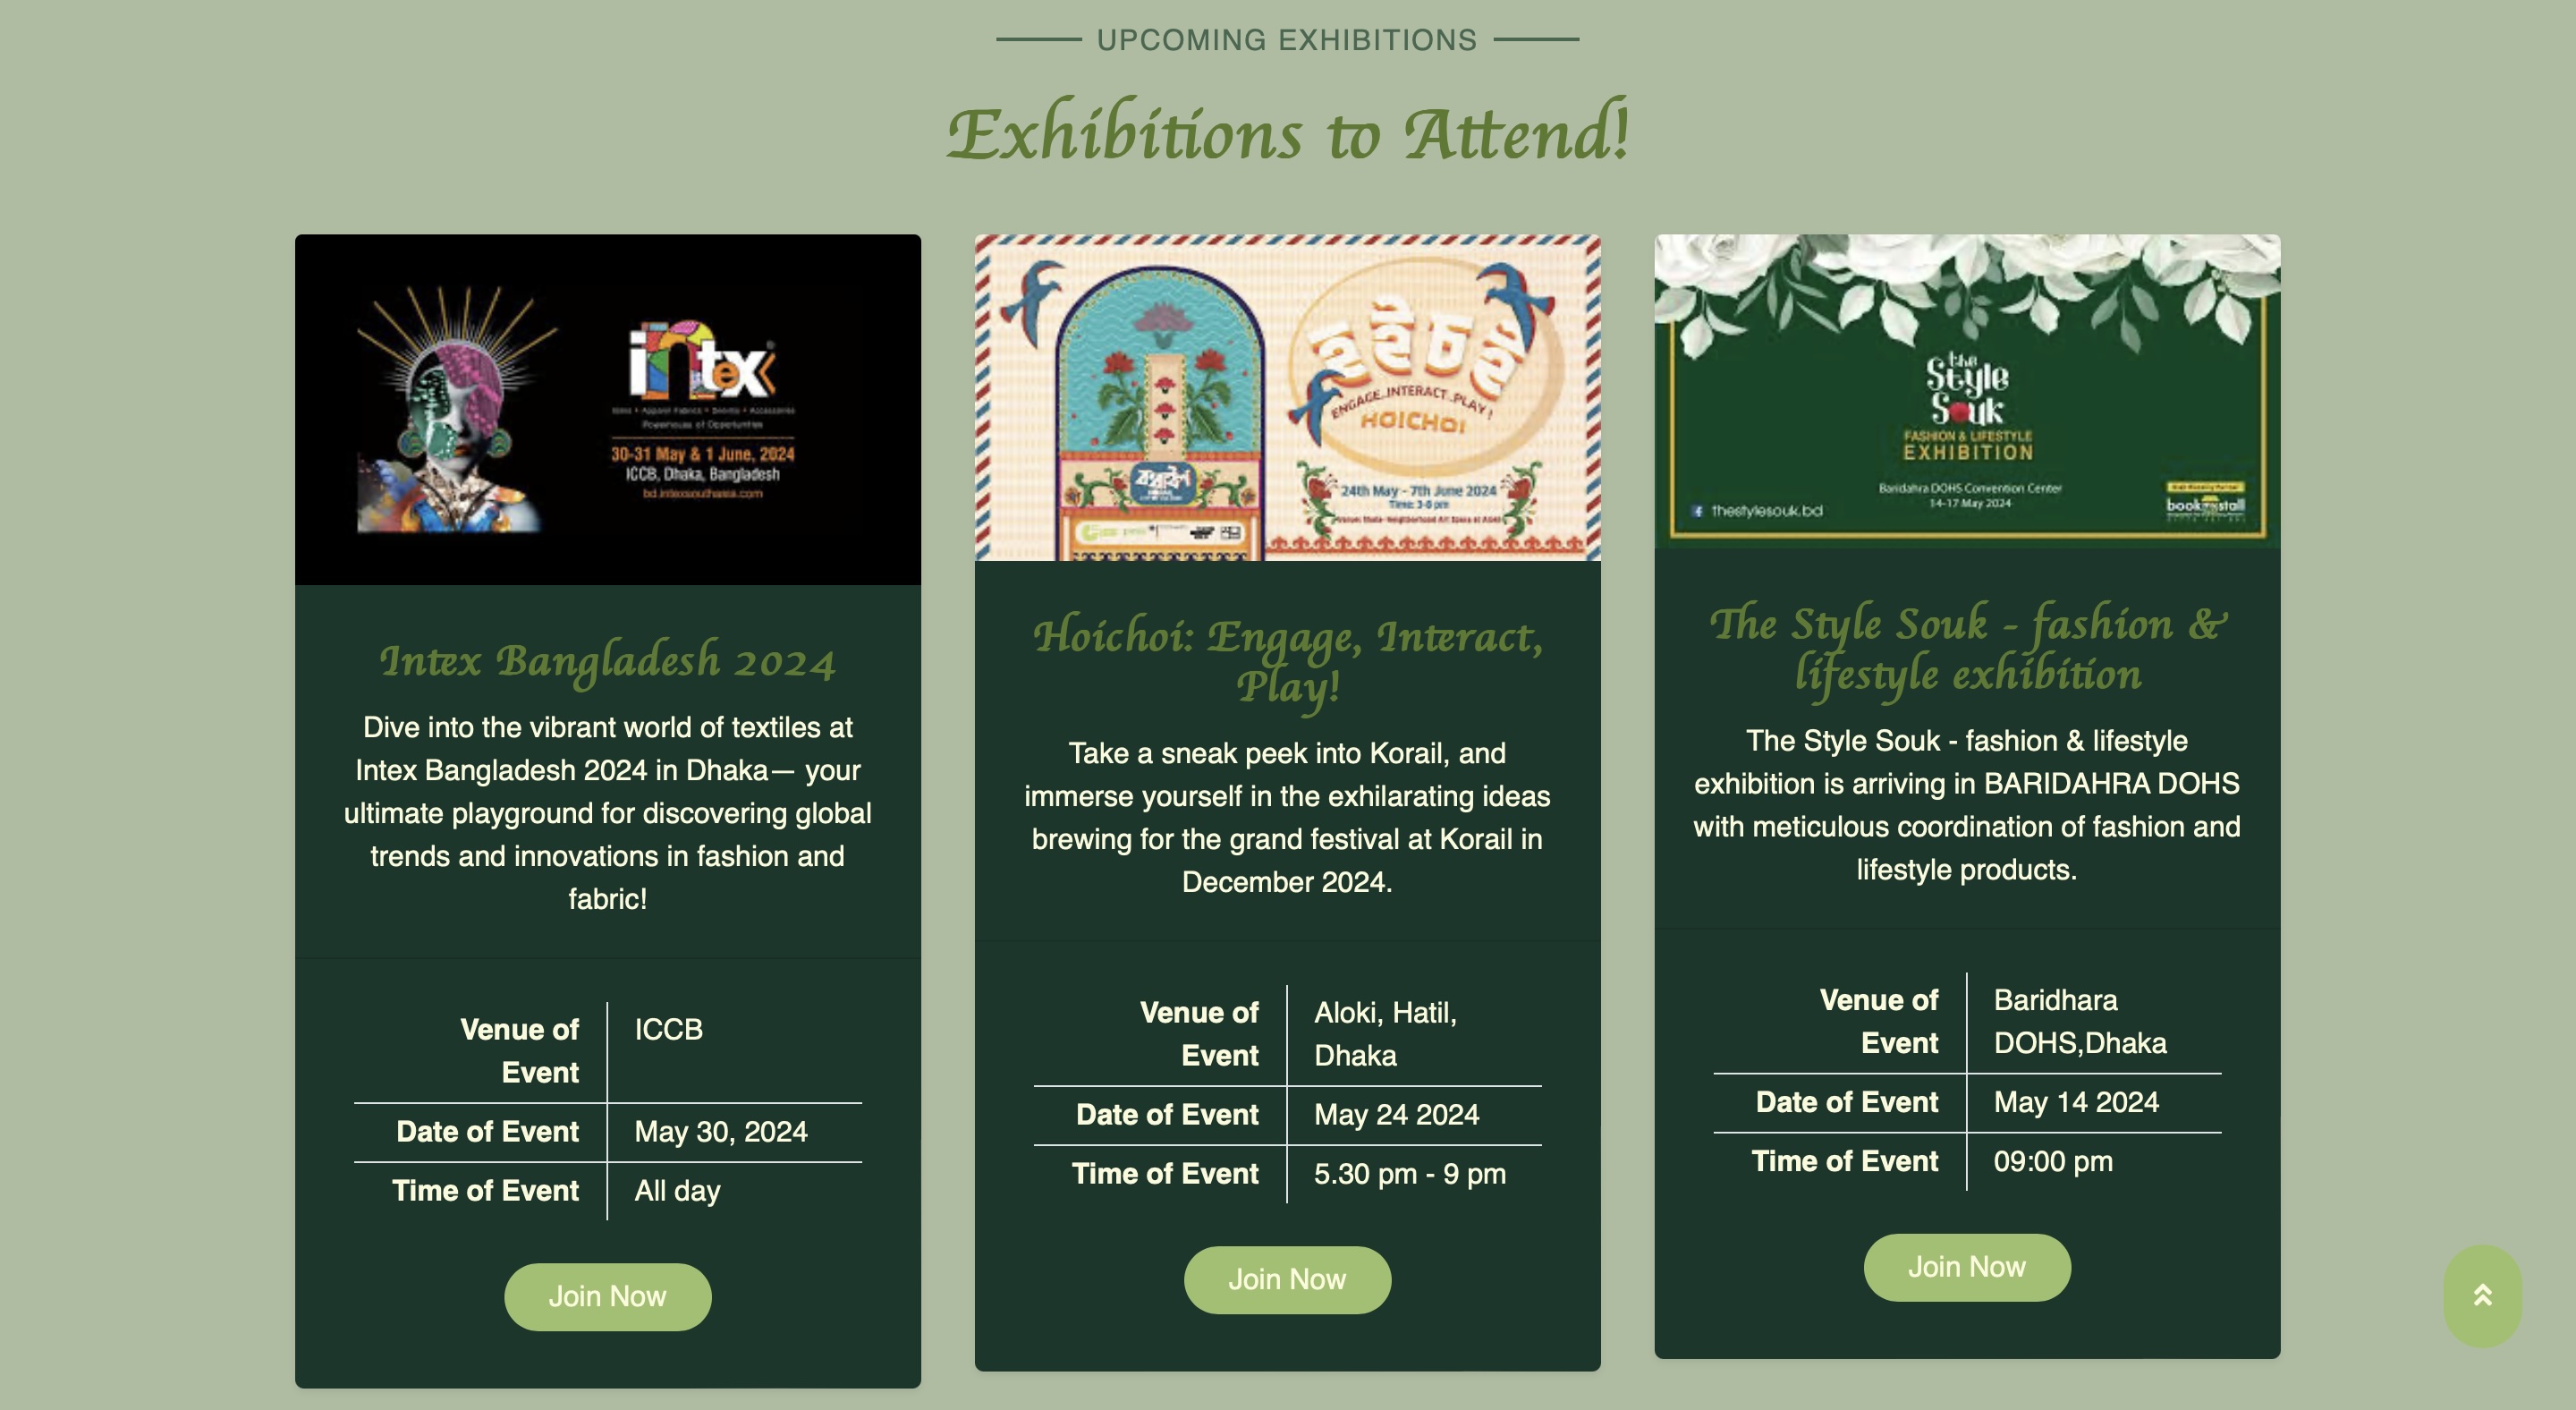 UPCOMING EXHIBITIONS
Exhibitions to Attend!
intex
Powerhouse of Opportunities
30-31 May & 1 June, 2024
ICCB, Dhaka, Bangladesh
bd.intexsouthasia.com
Intex Bangladesh 2024
Dive into the vibrant world of textiles at
Intex Bangladesh 2024 in Dhaka— your
ultimate playground for discovering global
trends and innovations in fashion and
fabric!
Venue of
Event
ICCB
Date of Event
May 30, 2024
Time of Event
All day
Join Now
হইচই
ENGAGE..INTERACT..PLAY!
HOICHOI
24th May - 7th June 2024
Hoichoi: Engage, Interact,
Play!
Take a sneak peek into Korail, and
immerse yourself in the exhilarating ideas
brewing for the grand festival at Korail in
December 2024.
Venue of
Event
Aloki, Hatil,
Dhaka
Date of Event
May 24 2024
Time of Event
5.30 pm - 9 pm
Join Now
the
Style
Souk
FASHION & LIFESTYLE
EXHIBITION
Baridahra DOHS Convention Center
14-17 May 2024
thestylesouk.bd
The Style Souk - fashion &
lifestyle exhibition
The Style Souk - fashion & lifestyle
exhibition is arriving in BARIDAHRA DOHS
with meticulous coordination of fashion and
lifestyle products.
Venue of
Event
Baridhara
DOHS,Dhaka
Date of Event
May 14 2024
Time of Event
09:00 pm
Join Now